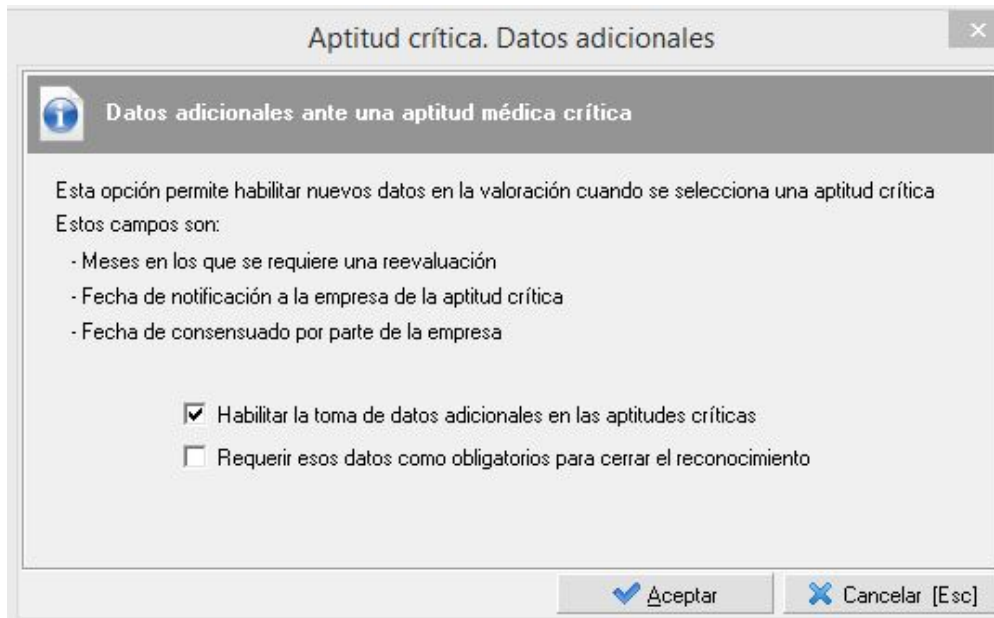 Aptitud crítica. Datos adicionales
Datos adicionales ante una aptitud médica crítica
Esta opción permite habilitar nuevos datos en la valoración cuando se selecciona una aptitud crítica
Estos campos son:
- Meses en los que se requiere una reevaluación
- Fecha de notificación a la empresa de la aptitud crítica
- Fecha de consensuado por parte de la empresa
Habilitar la toma de datos adicionales en las aptitudes críticas
Requerir esos datos como obligatorios para cerrar el reconocimiento
Aceptar
Cancelar [Esc]